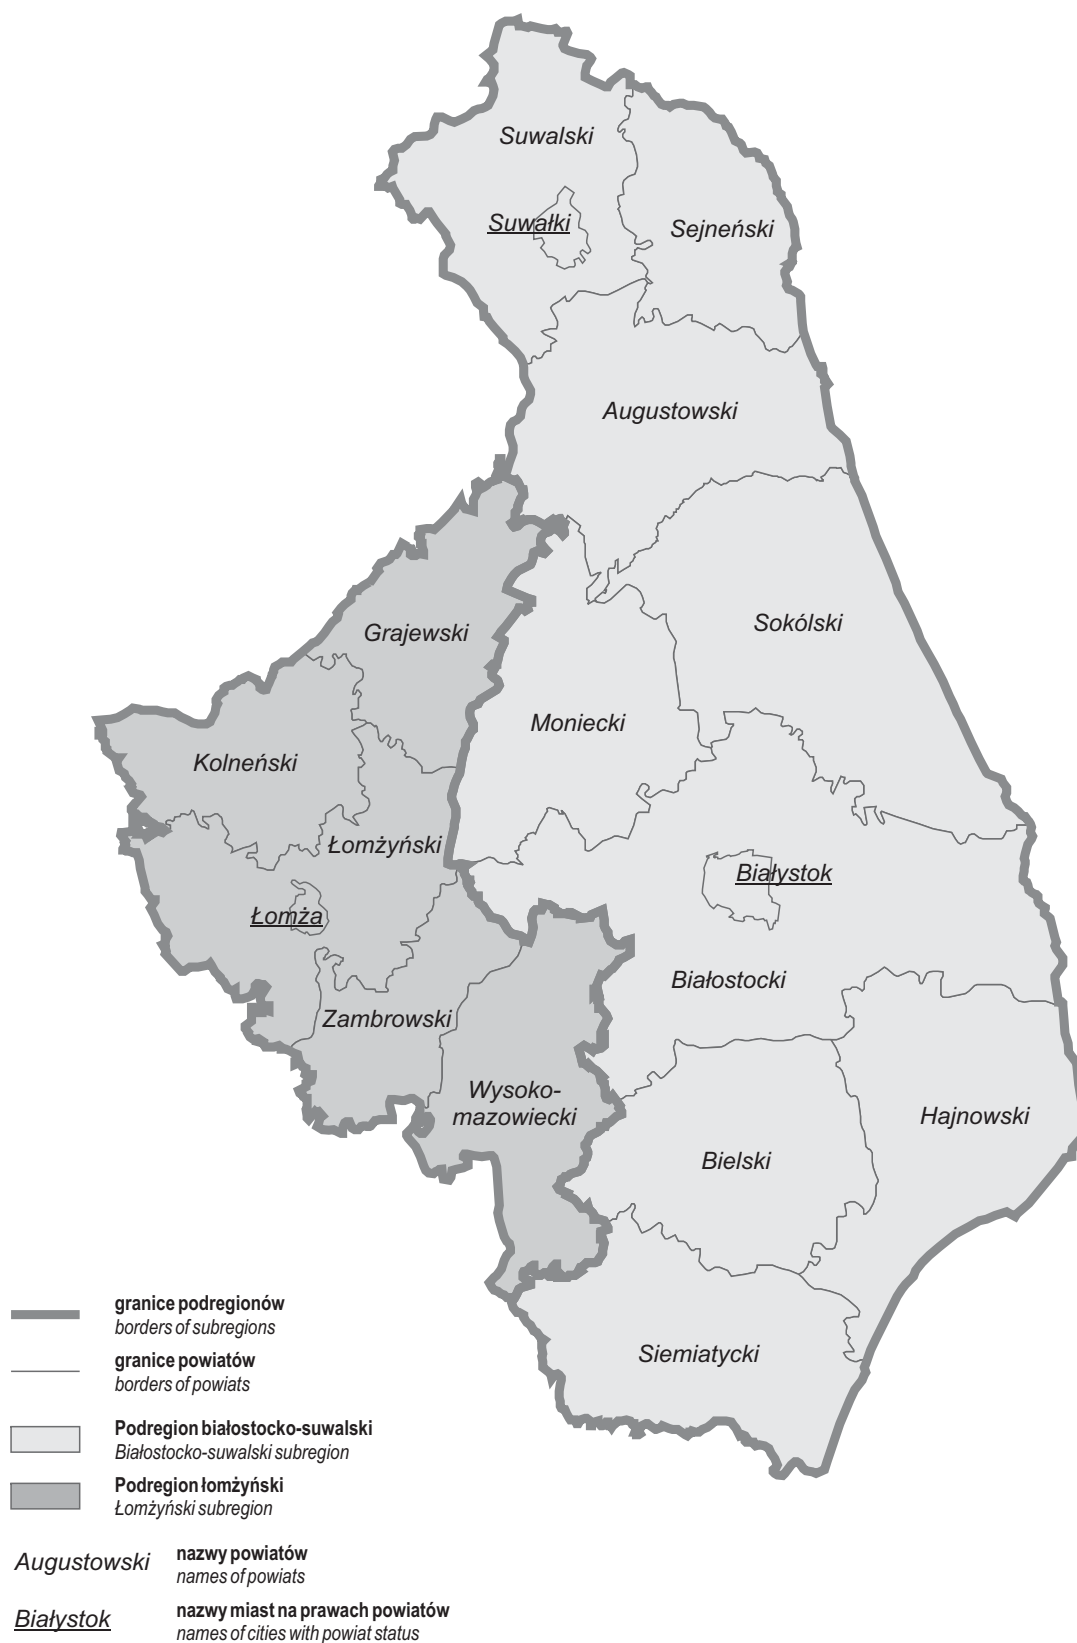 Suwalski
Suwałki
Sejneński
Augustowski
Grajewski
Sokólski
Moniecki
Kolneński
Łomżyński
Białystok
Łomża
Białostocki
Zambrowski
Wysoko-
mazowiecki
Hajnowski
Bielski
Siemiatycki
granice podregionów
borders of subregions
granice powiatów
borders of powiats
Podregion białostocko-suwalski
Białostocko-suwalski subregion
Podregion łomżyński
Łomżyński subregion
Augustowski nazwy powiatów
names of powiats
Białystok nazwy miast na prawach powiatów
names of cities with powiat status